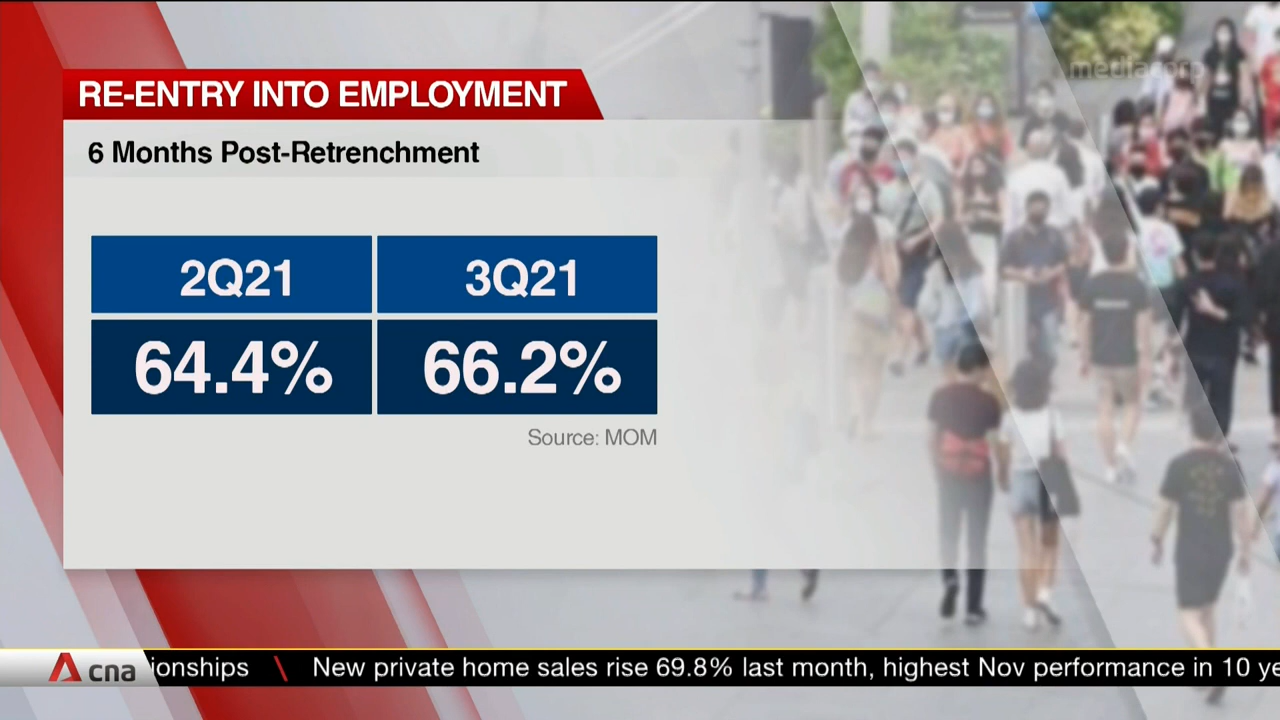 mediacorp
RE-ENTRY INTO EMPLOYMENT
6 Months Post-Retrenchment
2Q21 3Q21
64.4% 66.2%
Source: MOM
cna ionships \ New private home sales rise 69.8% last month, highest Nov performance in 10 ye